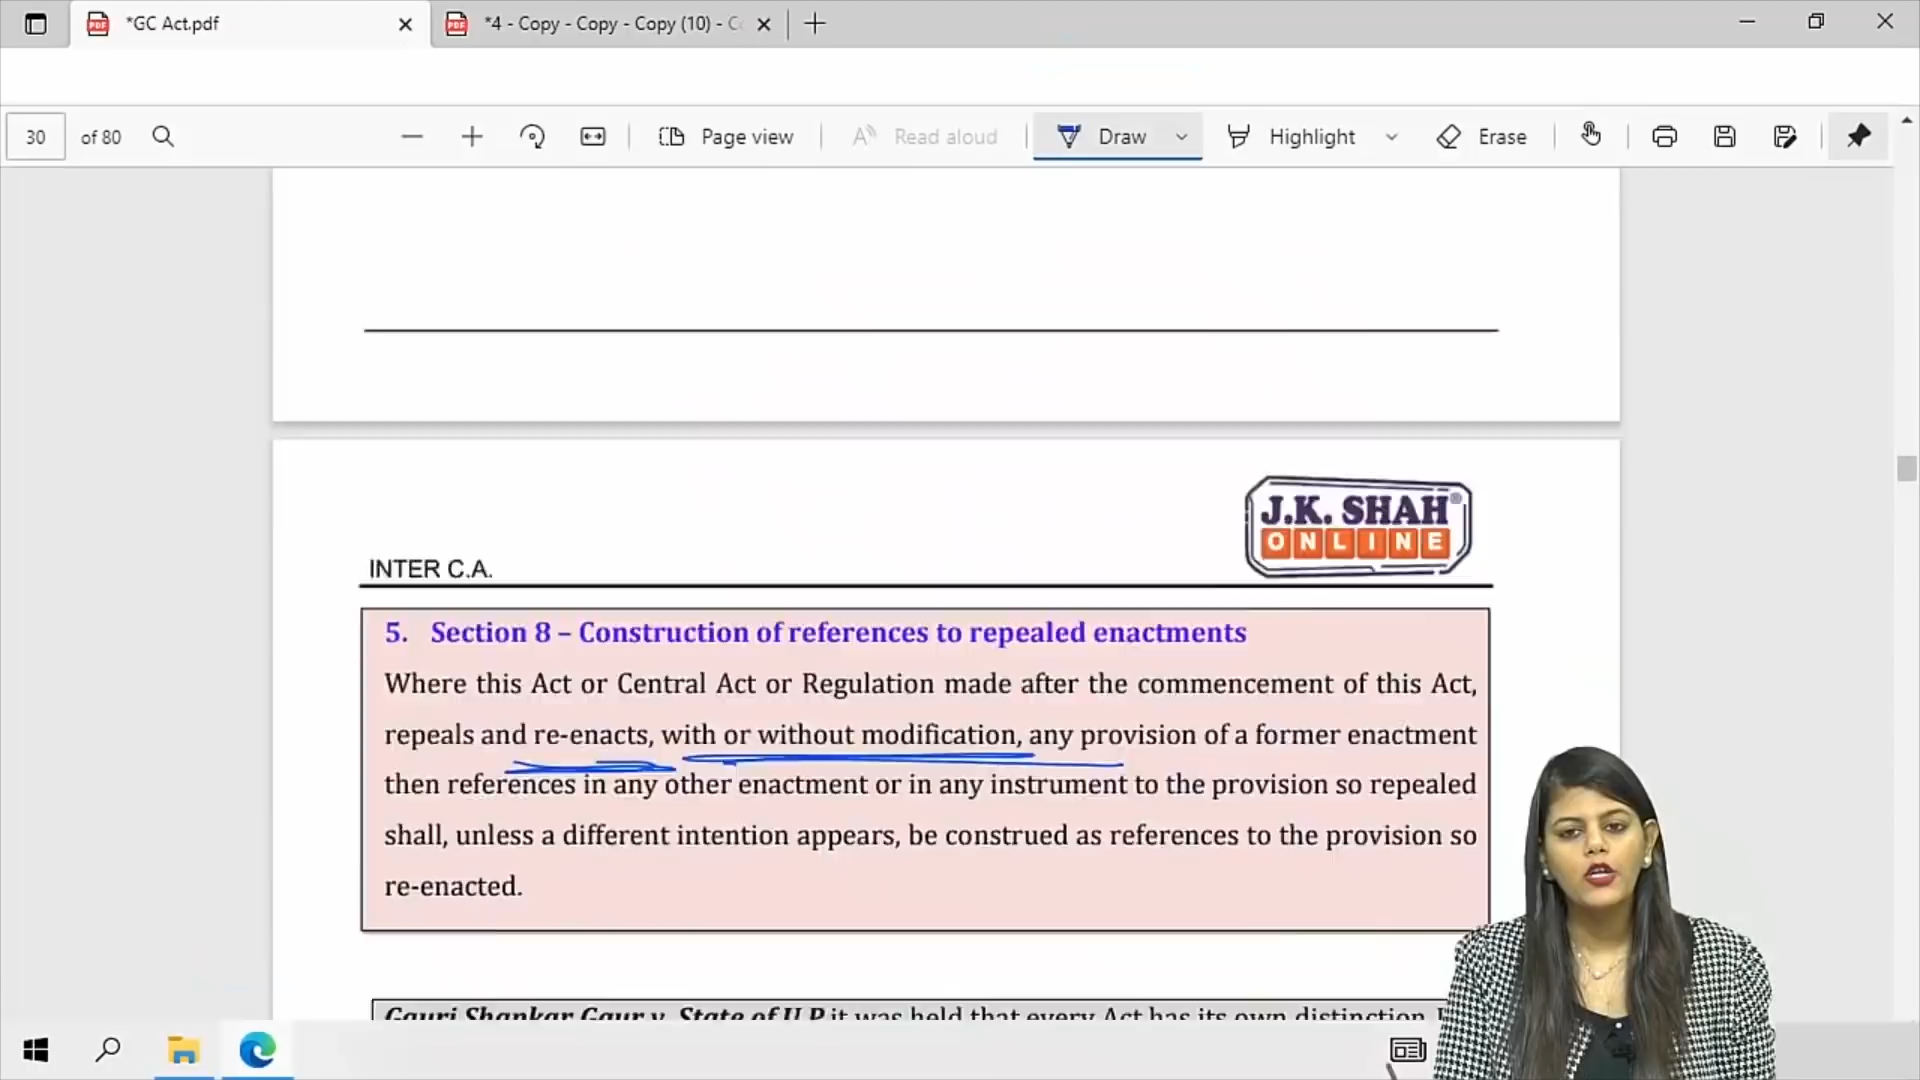 *GC Act.pdf
*4 - Copy - Copy - Copy (10) - C
30 of 80
Page view
Read aloud
Draw
Highlight
Erase
J.K. SHAH®
ONLINE
INTER C.A.
5. Section 8 – Construction of references to repealed enactments
Where this Act or Central Act or Regulation made after the commencement of this Act,
repeals and re-enacts, with or without modification, any provision of a former enactment
then references in any other enactment or in any instrument to the provision so repealed
shall, unless a different intention appears, be construed as references to the provision so
re-enacted.
Gauri Shankar Gaur v. State of U.P it was held that every Act has its own distinction.